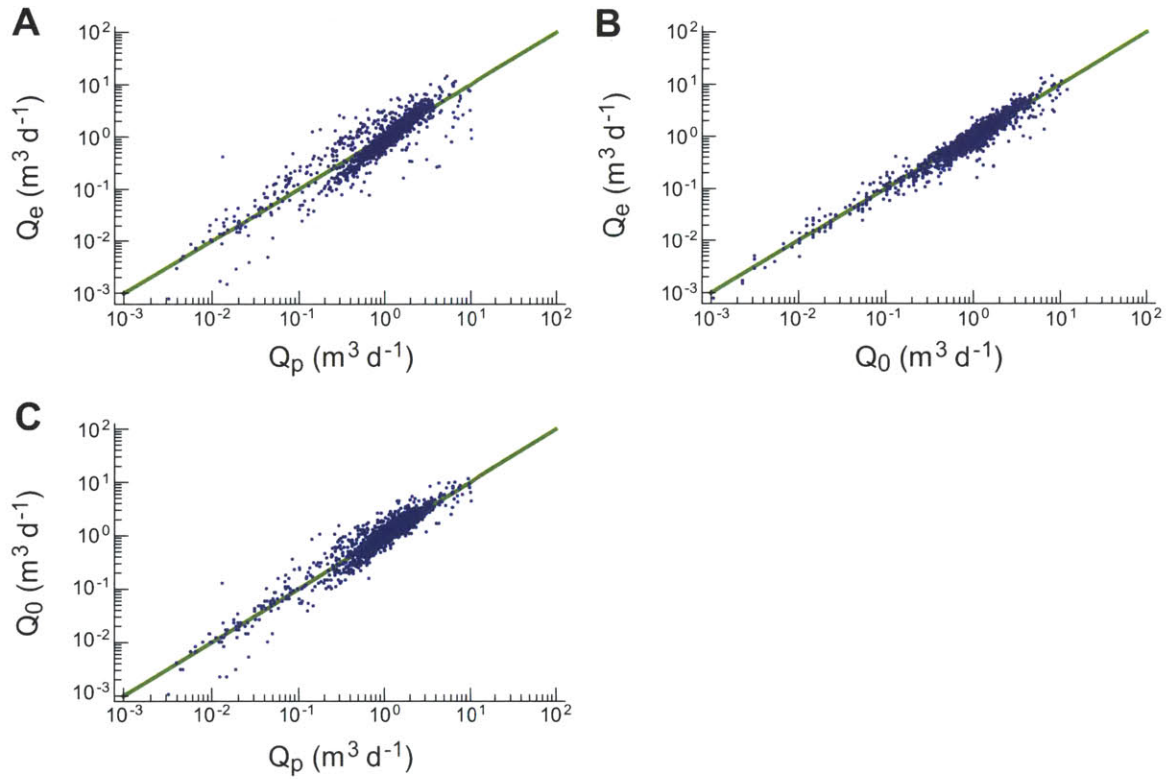 A
10² 10¹ 10⁰ 10⁻¹ 10⁻² 10⁻³
Qₑ (m³ d⁻¹)
10⁻³ 10⁻² 10⁻¹ 10⁰ 10¹ 10²
Qₚ (m³ d⁻¹)
B
10² 10¹ 10⁰ 10⁻¹ 10⁻² 10⁻³
Qₑ (m³ d⁻¹)
10⁻³ 10⁻² 10⁻¹ 10⁰ 10¹ 10²
Q₀ (m³ d⁻¹)
C
10² 10¹ 10⁰ 10⁻¹ 10⁻² 10⁻³
Q₀ (m³ d⁻¹)
10⁻³ 10⁻² 10⁻¹ 10⁰ 10¹ 10²
Qₚ (m³ d⁻¹)